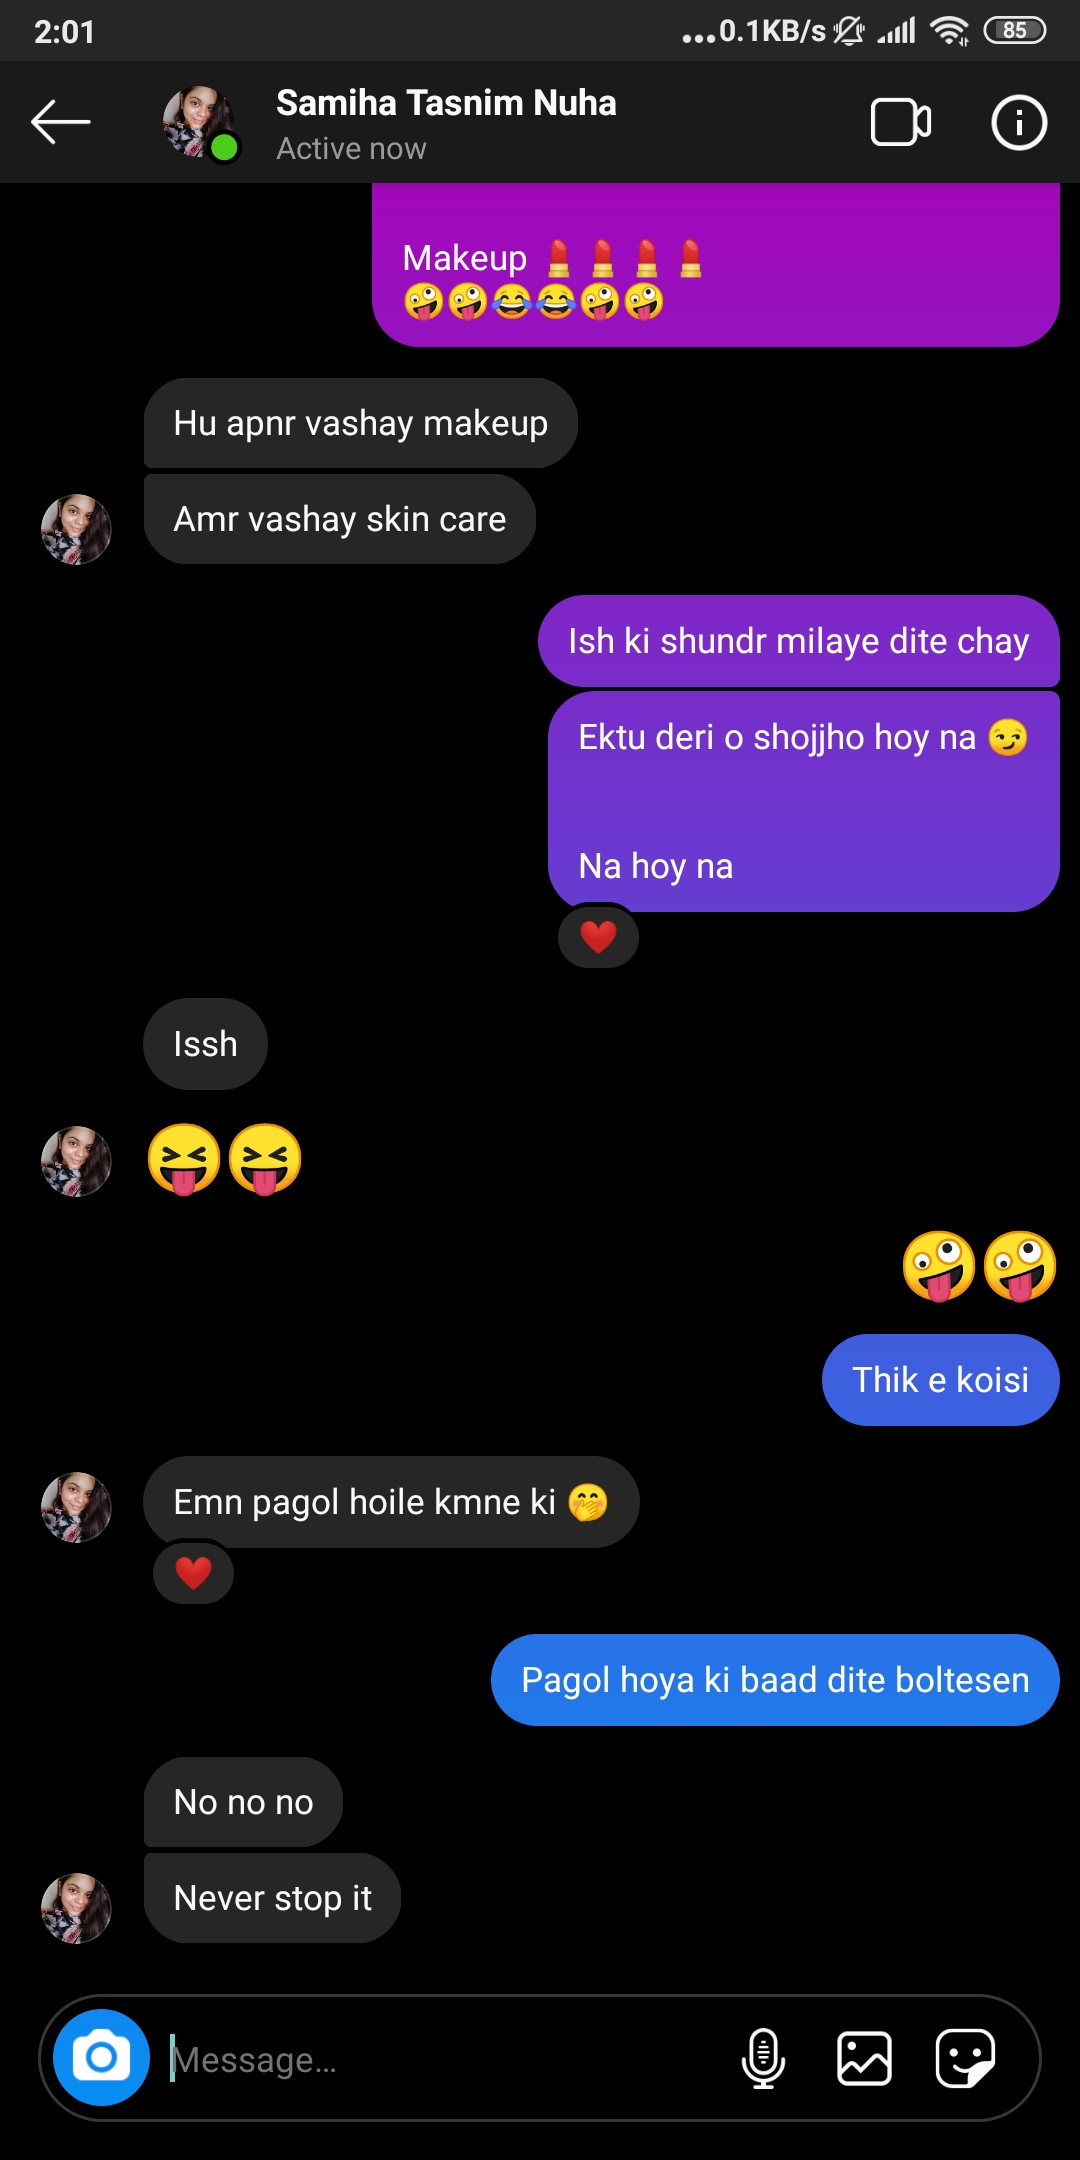 2:01
...0.1KB/s
85
Samiha Tasnim Nuha
Active now
Makeup 💄 💄 💄 💄
🤪🤪😂😂🤪🤪
Hu apnr vashay makeup
Amr vashay skin care
Ish ki shundr milaye dite chay
Ektu deri o shojjho hoy na 😏
Na hoy na
❤️
Issh
😝😝
🤪🤪
Thik e koisi
Emn pagol hoile kmne ki 🤭
❤️
Pagol hoya ki baad dite boltesen
No no no
Never stop it
Message...